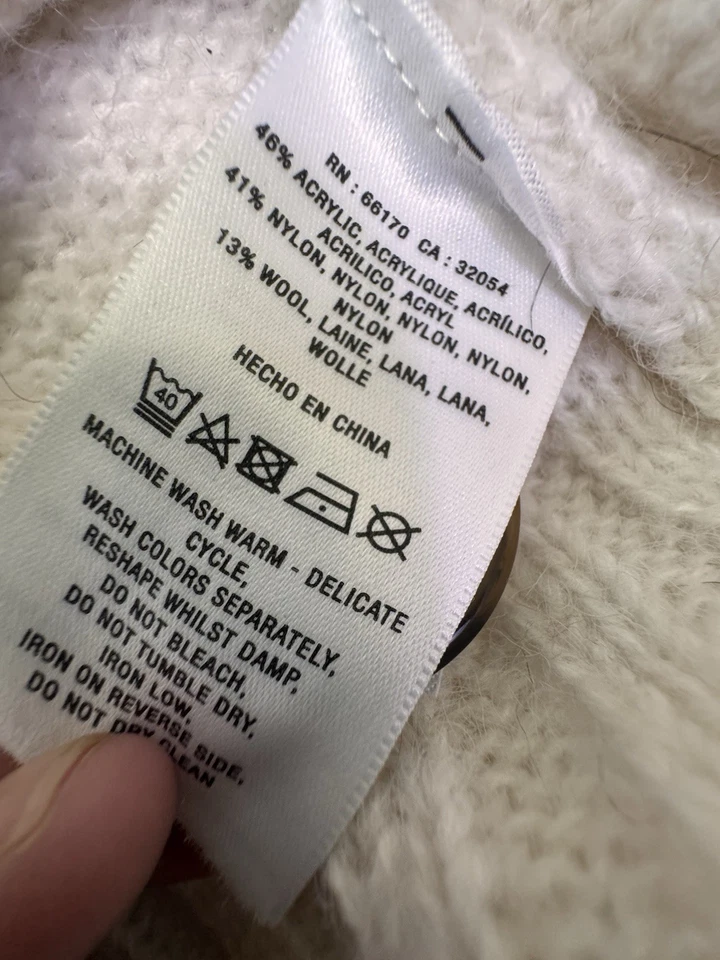 RN : 66170 CA : 32054
46% ACRYLIC, ACRYLIQUE, ACRÍLICO,
ACRILICO, ACRYL
41% NYLON, NYLON, NYLON, NYLON,
NYLON
13% WOOL, LAINE, LANA, LANA,
WOLLE
HECHO EN CHINA
40
MACHINE WASH WARM - DELICATE
CYCLE,
WASH COLORS SEPARATELY,
RESHAPE WHILST DAMP,
DO NOT BLEACH,
DO NOT TUMBLE DRY,
IRON LOW,
IRON ON REVERSE SIDE,
DO NOT DRY CLEAN